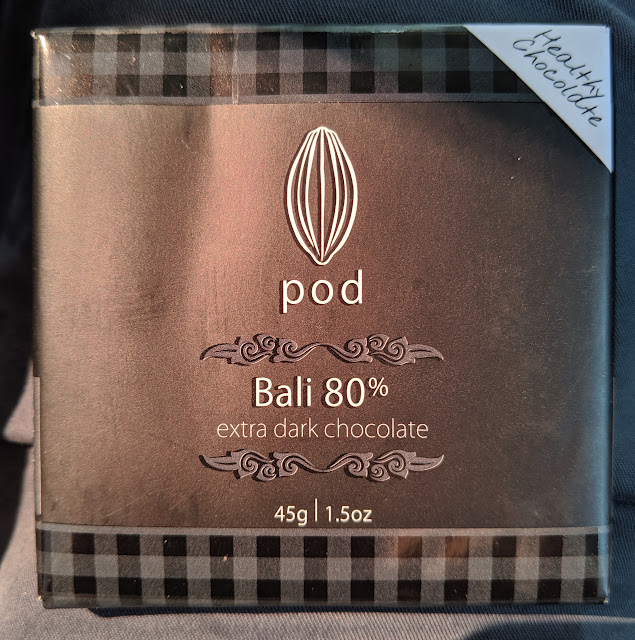 Healthy
Chocolate
pod
Bali 80%
extra dark chocolate
45g | 1.5oz